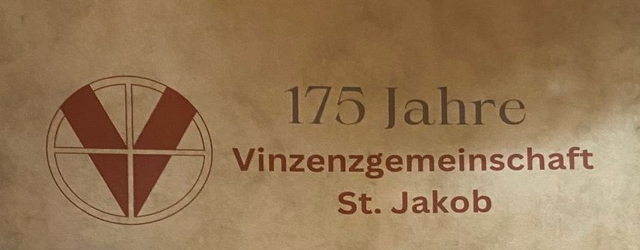 175 Jahre
Vinzenzgemeinschaft
St. Jakob